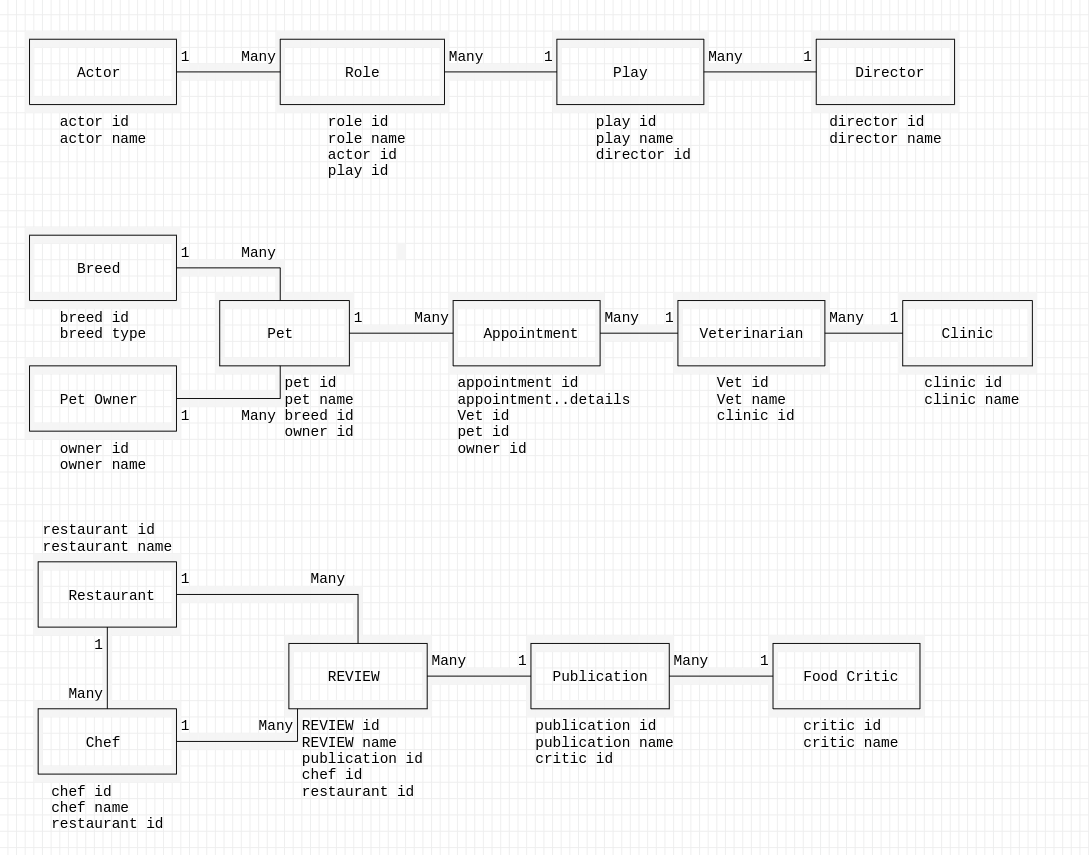 1 Many Many 1 Many 1
Actor Role Play Director
actor id role id play id director id
actor name role name play name director name
actor id director id
play id
1 Many
Breed
breed id 1 Many Many 1 Many 1
breed type Pet Appointment Veterinarian Clinic
pet id appointment id Vet id clinic id
Pet Owner pet name appointment..details Vet name clinic name
1 Many breed id Vet id clinic id
owner id pet id
owner id owner id
owner name
restaurant id
restaurant name
1 Many
Restaurant
1
Many 1 Many 1
REVIEW Publication Food Critic
Many
1 Many REVIEW id publication id critic id
Chef REVIEW name publication name critic name
publication id critic id
chef id
chef id restaurant id
chef name
restaurant id